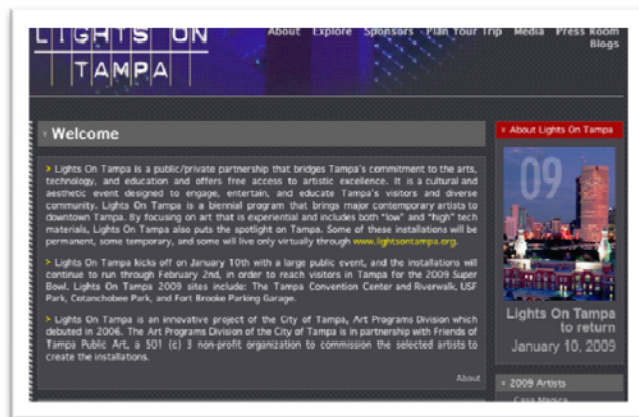 LIGHTS ON
TAMPA
About Explore Sponsors Plan Your Trip Media Press Room
Blogs
Welcome
> Lights On Tampa is a public/private partnership that bridges Tampa's commitment to the arts,
technology, and education and offers free access to artistic excellence. It is a cultural and
aesthetic event designed to engage, entertain, and educate Tampa's visitors and diverse
community. Lights On Tampa is a biennial program that brings major contemporary artists to
downtown Tampa. By focusing on art that is experiential and includes both "low" and "high" tech
materials, Lights On Tampa also puts the spotlight on Tampa. Some of these installations will be
permanent, some temporary, and some will live only virtually through www.lightsontampa.org.
> Lights On Tampa kicks off on January 10th with a large public event, and the installations will
continue to run through February 2nd, in order to reach visitors in Tampa for the 2009 Super
Bowl. Lights On Tampa 2009 sites include: The Tampa Convention Center and Riverwalk, USF
Park, Cotanchobee Park, and Fort Brooke Parking Garage.
> Lights On Tampa is an innovative project of the City of Tampa, Art Programs Division which
debuted in 2006. The Art Programs Division of the City of Tampa is in partnership with Friends of
Tampa Public Art, a 501 (c) 3 non-profit organization to commission the selected artists to
create the installations.
About
About Lights On Tampa
09
Lights On Tampa
to return
January 10, 2009
2009 Artists
Casa Magica